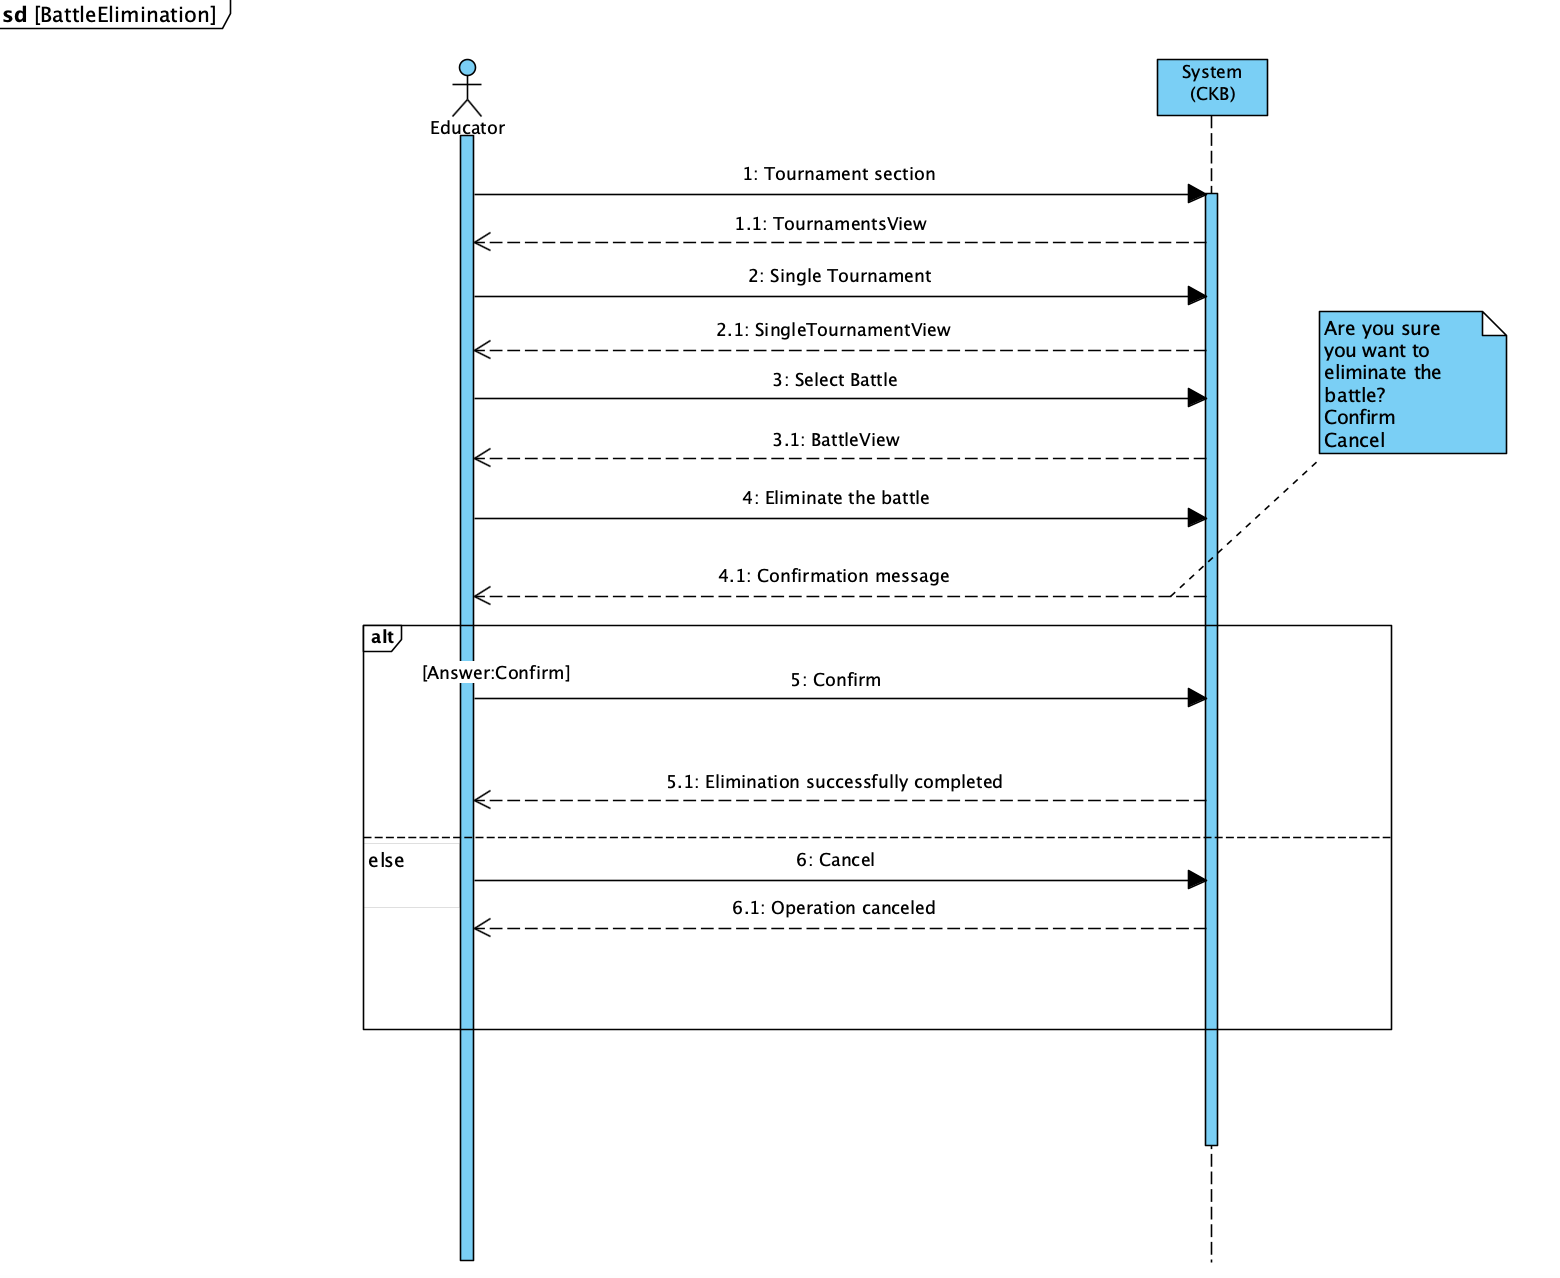 sd [BattleElimination]
Educator
System
(CKB)
1: Tournament section
1.1: TournamentsView
2: Single Tournament
2.1: SingleTournamentView
Are you sure
you want to
eliminate the
battle?
Confirm
Cancel
3: Select Battle
3.1: BattleView
4: Eliminate the battle
4.1: Confirmation message
alt
[Answer:Confirm]
5: Confirm
5.1: Elimination successfully completed
else
6: Cancel
6.1: Operation canceled